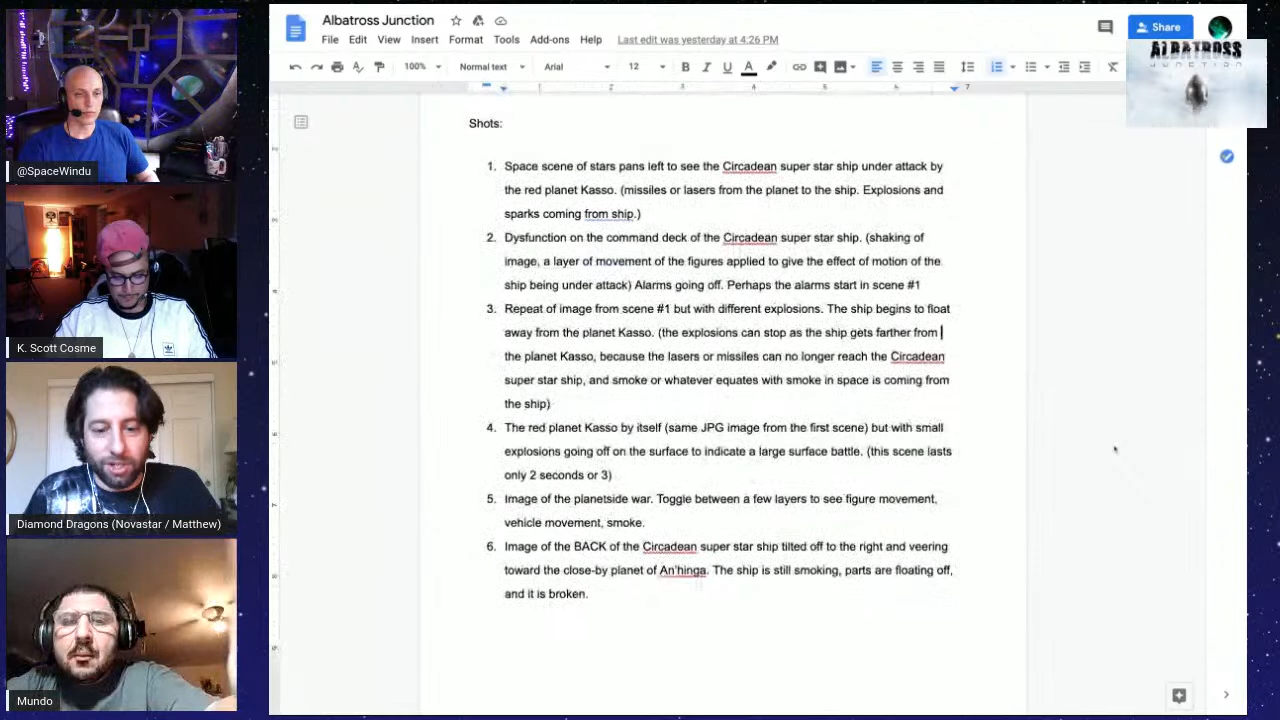 Albatross Junction
File Edit View Insert Format Tools Add-ons Help Last edit was yesterday at 4:26 PM
Share
100% Normal text Arial 12 B I U A
ALBATROSS
JUNCTION
1 2 3 4 5 6 7
Shots:
1. Space scene of stars pans left to see the Circadean super star ship under attack by
the red planet Kasso. (missiles or lasers from the planet to the ship. Explosions and
sparks coming from ship.)
2. Dysfunction on the command deck of the Circadean super star ship. (shaking of
image, a layer of movement of the figures applied to give the effect of motion of the
ship being under attack) Alarms going off. Perhaps the alarms start in scene #1
3. Repeat of image from scene #1 but with different explosions. The ship begins to float
away from the planet Kasso. (the explosions can stop as the ship gets farther from
the planet Kasso, because the lasers or missiles can no longer reach the Circadean
super star ship, and smoke or whatever equates with smoke in space is coming from
the ship)
4. The red planet Kasso by itself (same JPG image from the first scene) but with small
explosions going off on the surface to indicate a large surface battle. (this scene lasts
only 2 seconds or 3)
5. Image of the planetside war. Toggle between a few layers to see figure movement,
vehicle movement, smoke.
6. Image of the BACK of the Circadean super star ship tilted off to the right and veering
toward the close-by planet of An'hinga. The ship is still smoking, parts are floating off,
and it is broken.
@SpaceWindu
K. Scott Cosme
Diamond Dragons (Novastar / Matthew)
Mundo